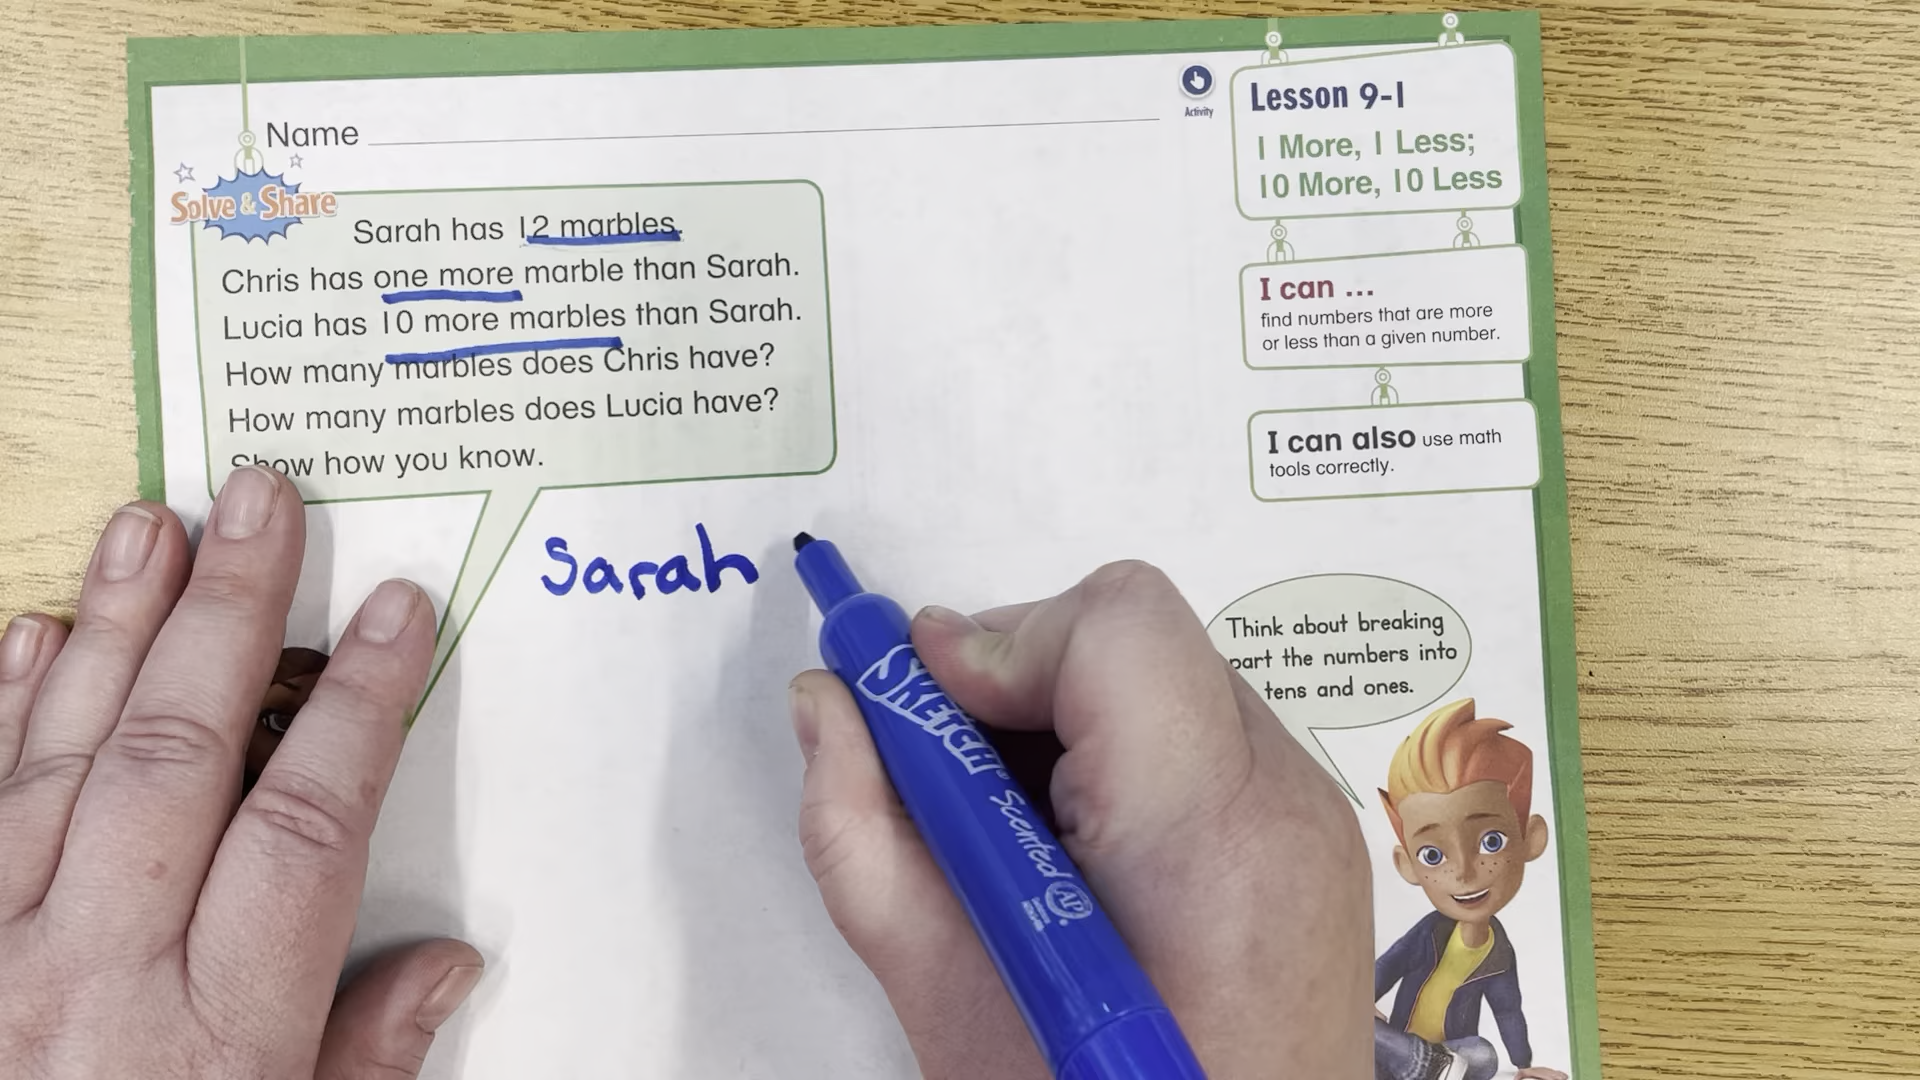 Name
Activity
Lesson 9-1
1 More, 1 Less;
10 More, 10 Less
Solve & Share
Sarah has 12 marbles.
Chris has one more marble than Sarah.
Lucia has 10 more marbles than Sarah.
How many marbles does Chris have?
How many marbles does Lucia have?
Show how you know.
I can ...
find numbers that are more
or less than a given number.
I can also use math
tools correctly.
Sarah
Think about breaking
part the numbers into
tens and ones.
SKETCH
Scented
AP